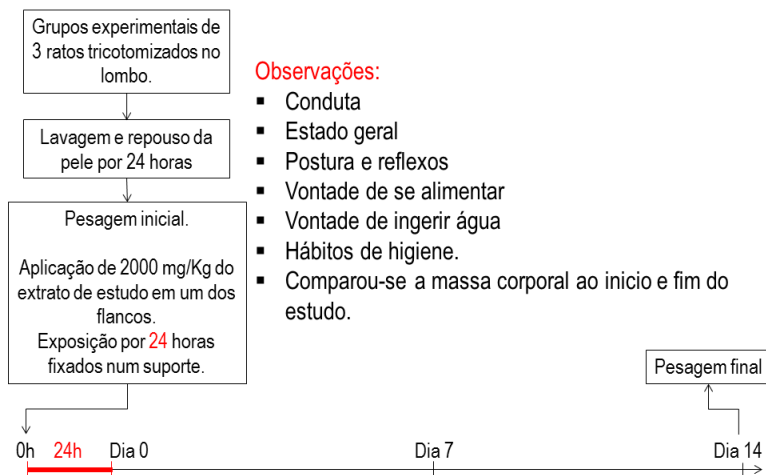 Grupos experimentais de
3 ratos tricotomizados no
lombo.
Lavagem e repouso da
pele por 24 horas
Pesagem inicial.
Aplicação de 2000 mg/Kg do
extrato de estudo em um dos
flancos.
Exposição por 24 horas
fixados num suporte.
Observações:
▪ Conduta
▪ Estado geral
▪ Postura e reflexos
▪ Vontade de se alimentar
▪ Vontade de ingerir água
▪ Hábitos de higiene.
▪ Comparou-se a massa corporal ao inicio e fim do
estudo.
Pesagem final
0h 24h Dia 0 Dia 7 Dia 14